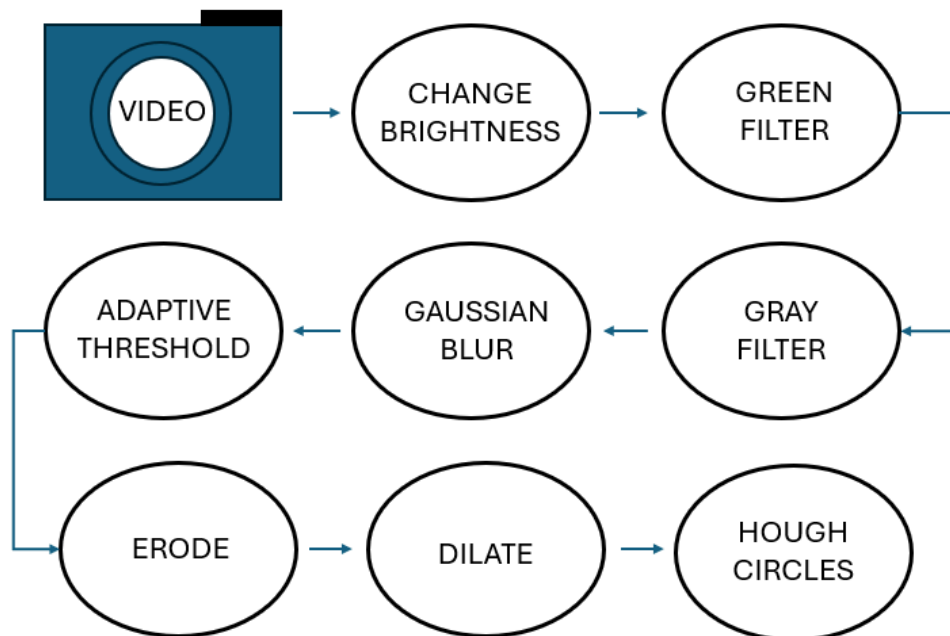 VIDEO
CHANGE
BRIGHTNESS
GREEN
FILTER
GRAY
FILTER
GAUSSIAN
BLUR
ADAPTIVE
THRESHOLD
ERODE
DILATE
HOUGH
CIRCLES